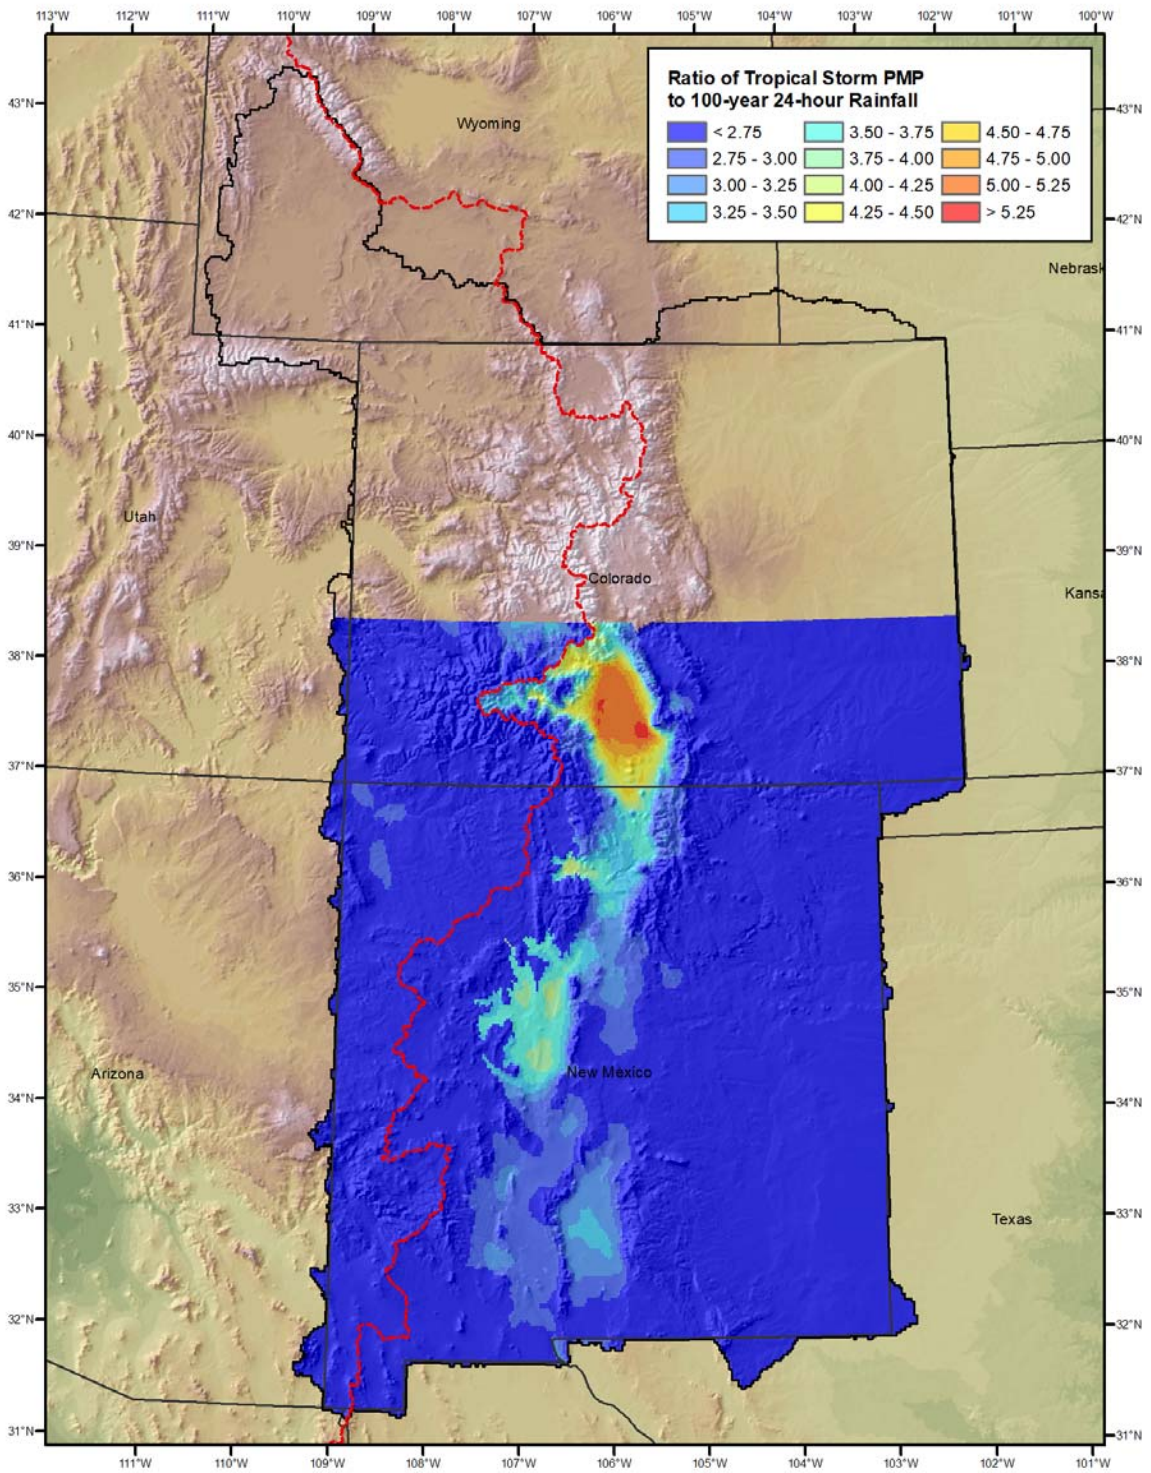 113°W 112°W 111°W 110°W 109°W 108°W 107°W 106°W 105°W 104°W 103°W 102°W 101°W 100°W
Ratio of Tropical Storm PMP
to 100-year 24-hour Rainfall
< 2.75 3.50 - 3.75 4.50 - 4.75
2.75 - 3.00 3.75 - 4.00 4.75 - 5.00
3.00 - 3.25 4.00 - 4.25 5.00 - 5.25
3.25 - 3.50 4.25 - 4.50 > 5.25
43°N 43°N
Wyoming
42°N 42°N
Nebrask
41°N 41°N
40°N 40°N
Utah
39°N 39°N
Colorado
Kansa
38°N 38°N
37°N 37°N
36°N 36°N
35°N 35°N
Arizona
New Mexico
34°N 34°N
33°N 33°N
Texas
32°N 32°N
31°N 31°N
111°W 110°W 109°W 108°W 107°W 106°W 105°W 104°W 103°W 102°W 101°W